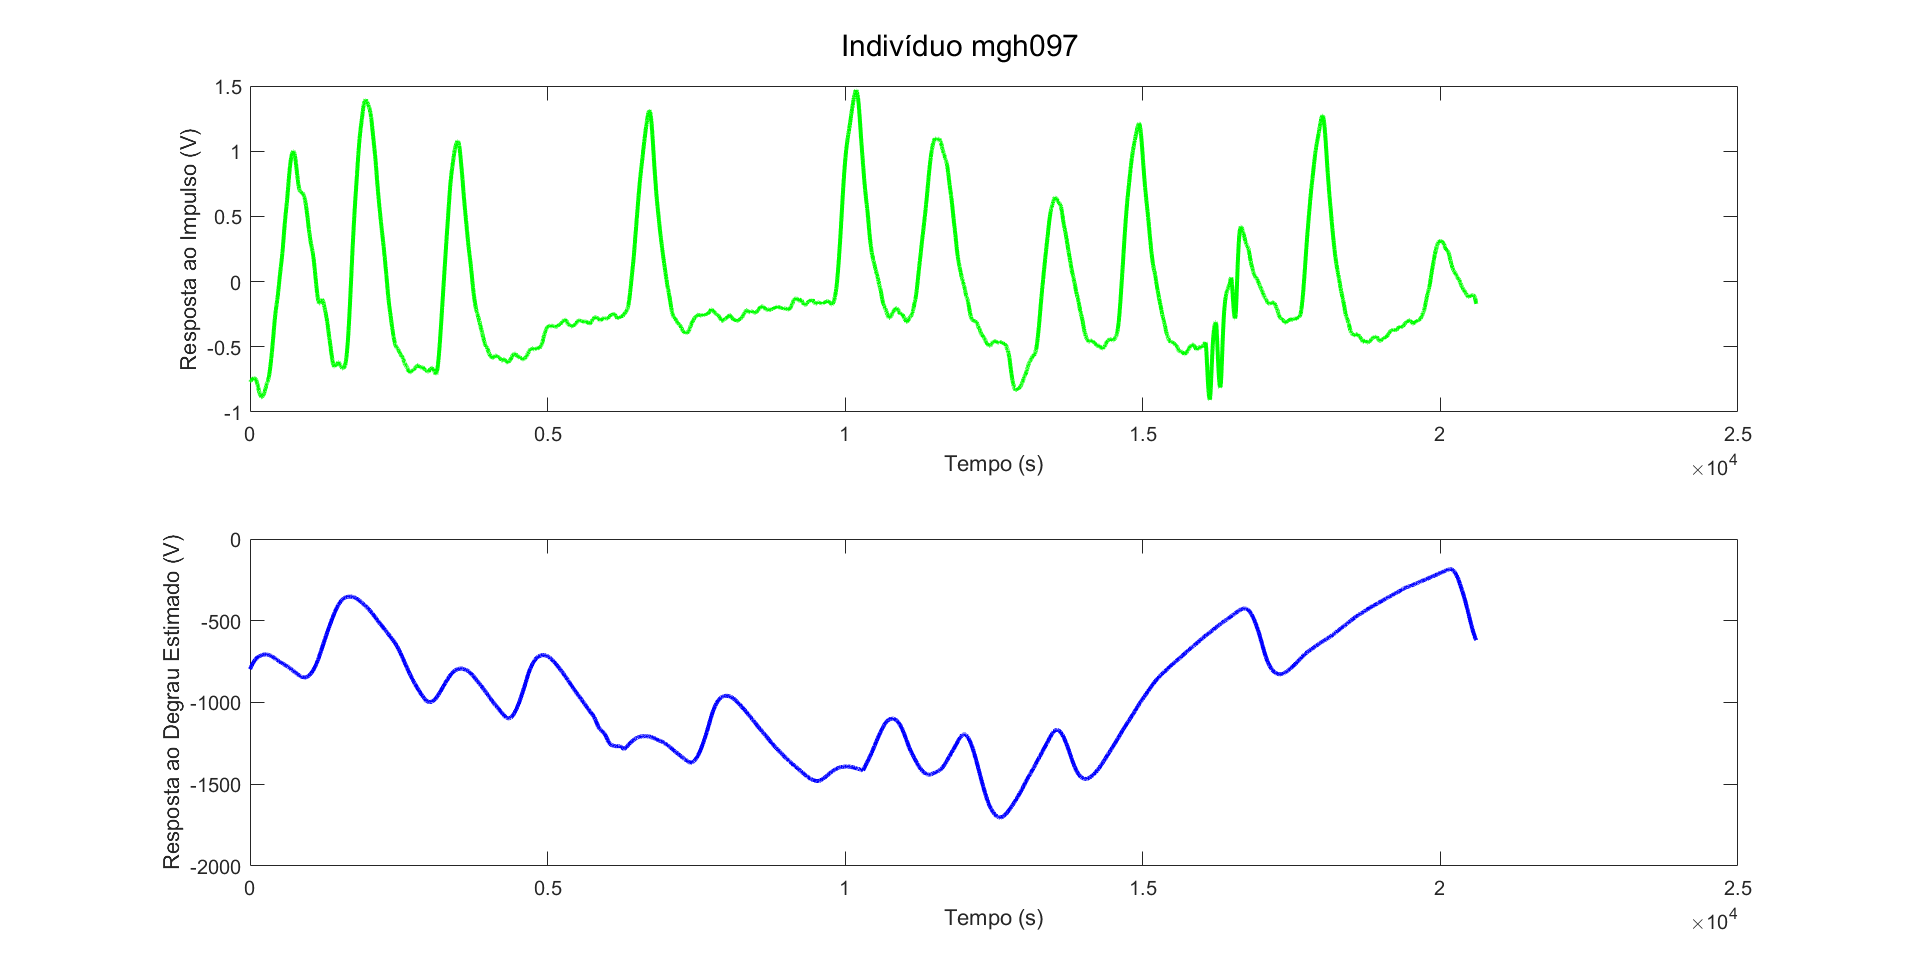 Indivíduo mgh097
Resposta ao Impulso (V)
1.5
1
0.5
0
-0.5
-1
0 0.5 1 1.5 2 2.5
×10^4
Tempo (s)
Resposta ao Degrau Estimado (V)
0
-500
-1000
-1500
-2000
0 0.5 1 1.5 2 2.5
×10^4
Tempo (s)